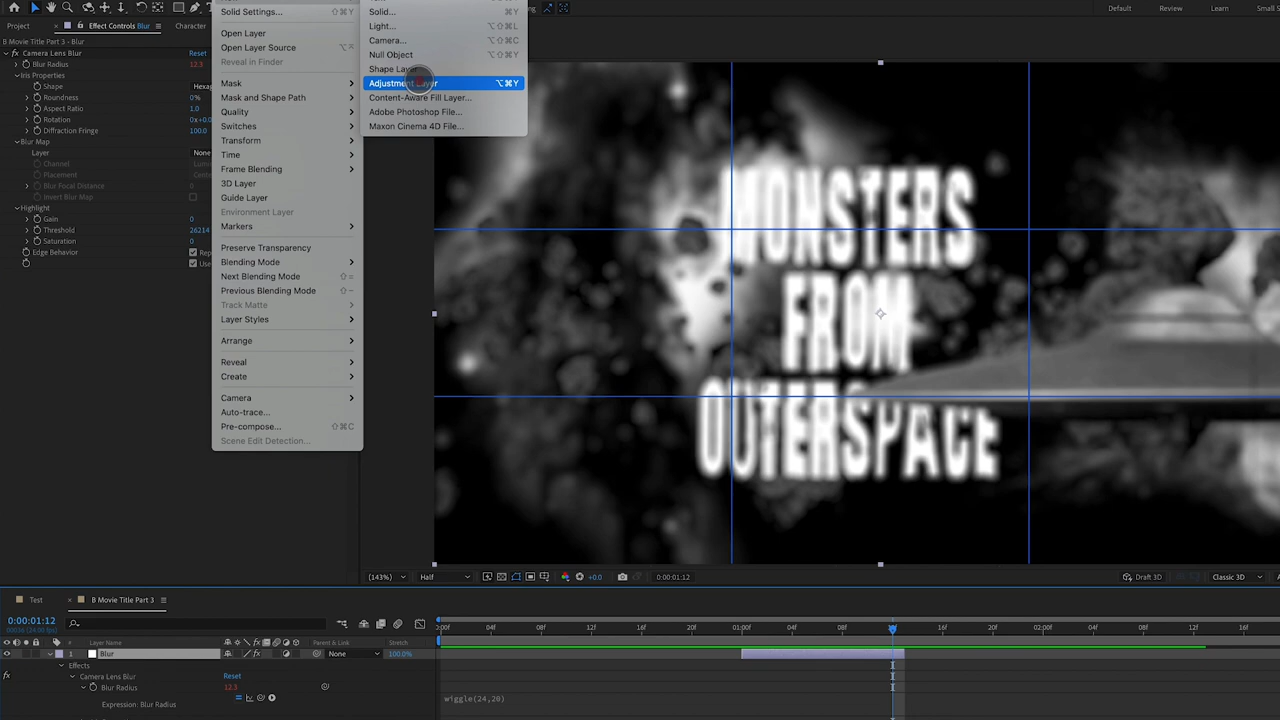 Default Review Learn Small S
Solid Settings... ⇧⌘Y
Solid... ⌘Y
Project Effect Controls Blur Character
Light... ⌥⇧⌘L
Open Layer
Camera... ⌥⇧⌘C
B Movie Title Part 3 - Blur
Open Layer Source
Null Object ⌥⇧⌘Y
Camera Lens Blur Reset
Reveal in Finder
Shape Layer
Blur Radius 12.3
Iris Properties
Mask
Adjustment Layer ⌥⌘Y
Shape Hexag
Mask and Shape Path
Content-Aware Fill Layer...
Roundness 0%
Quality
Adobe Photoshop File...
Aspect Ratio 1.0
Switches
Maxon Cinema 4D File...
Rotation 0x+0.0
Transform
Diffraction Fringe 100.0
Time
Blur Map
Frame Blending
Layer None
3D Layer
Channel Lumin
Guide Layer
Placement Center
Environment Layer
Blur Focal Distance 0
Markers
Invert Blur Map
Highlight
Preserve Transparency
Gain 0
Blending Mode
Threshold 26214
Next Blending Mode ⇧=
Saturation 0
Previous Blending Mode ⇧-
Edge Behavior Rep
Track Matte
Use
Layer Styles
Arrange
Reveal
Create
Camera
Auto-trace...
Pre-compose... ⇧⌘C
Scene Edit Detection...
MONSTERS
FROM
OUTERSPACE
(143%) Half +0.0 0:00:01:12 Draft 3D Classic 3D
Test B Movie Title Part 3
0:00:01:12
00036 (24.00 fps)
0:00f 04f 08f 12f 16f 20f 01:00f 04f 08f 16f 20f 02:00f 04f 08f 12f 16f
# Layer Name Parent & Link Stretch
1 Blur None 100.0%
Effects
Camera Lens Blur Reset
Blur Radius 12.3
Expression: Blur Radius wiggle(24,20)